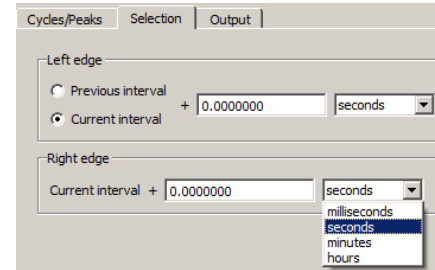 Cycles/Peaks Selection Output
Left edge
Previous interval
+ 0.0000000 seconds
Current interval
Right edge
Current interval + 0.0000000 seconds
milliseconds
seconds
minutes
hours